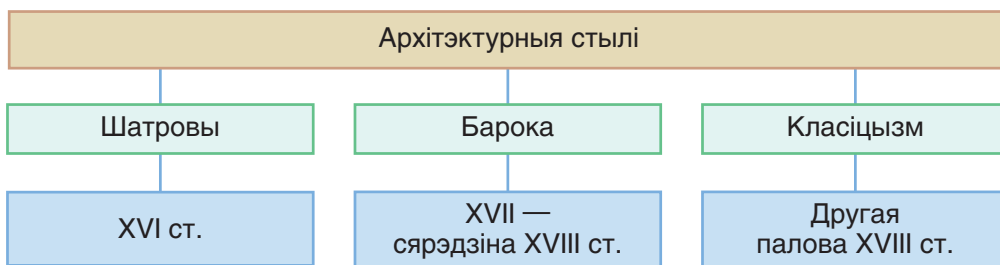 Архітэктурныя стылі
Шатровы
Барока
Класіцызм
XVI ст.
XVII —
сярэдзіна XVIII ст.
Другая
палова XVIII ст.